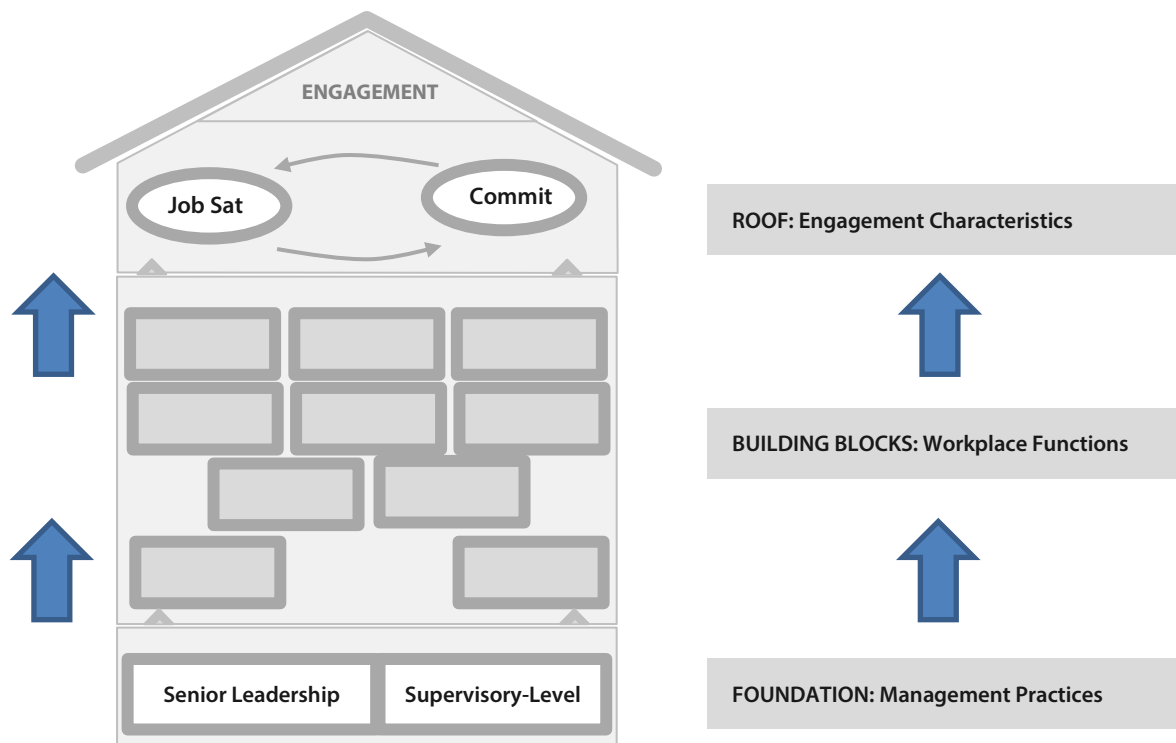 ENGAGEMENT
Job Sat
Commit
ROOF: Engagement Characteristics
BUILDING BLOCKS: Workplace Functions
Senior Leadership
Supervisory-Level
FOUNDATION: Management Practices